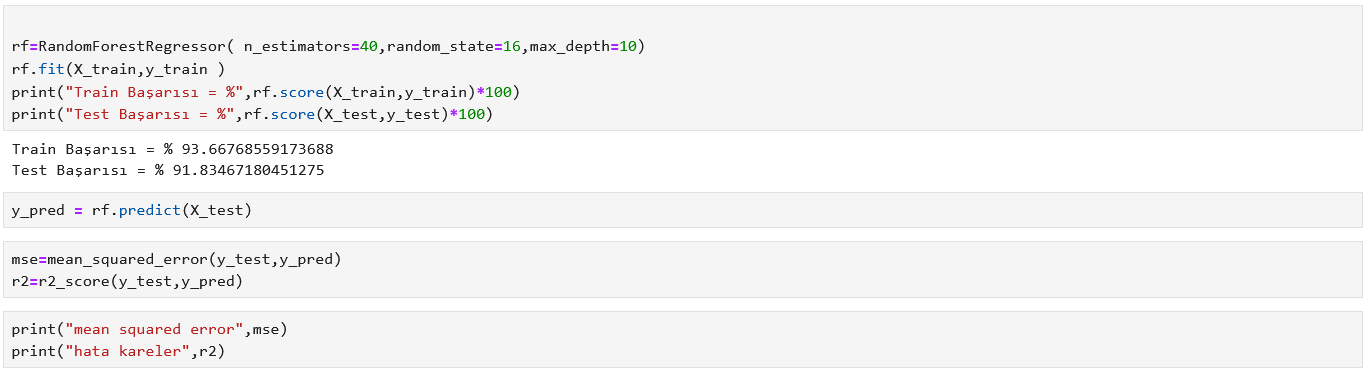 rf=RandomForestRegressor( n_estimators=40,random_state=16,max_depth=10)
rf.fit(X_train,y_train )
print("Train Başarısı = %",rf.score(X_train,y_train)*100)
print("Test Başarısı = %",rf.score(X_test,y_test)*100)
Train Başarısı = % 93.66768559173688
Test Başarısı = % 91.83467180451275
y_pred = rf.predict(X_test)
mse=mean_squared_error(y_test,y_pred)
r2=r2_score(y_test,y_pred)
print("mean squared error",mse)
print("hata kareler",r2)